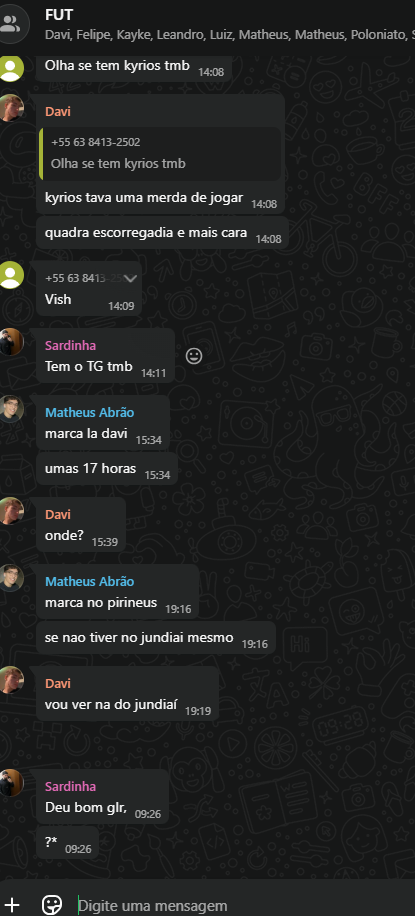 FUT
Davi, Felipe, Kayke, Leandro, Luiz, Matheus, Matheus, Poloniato, S
Olha se tem kyrios tmb 14:08
Davi
+55 63 8413-2502
Olha se tem kyrios tmb
kyrios tava uma merda de jogar 14:08
quadra escorregadia e mais cara 14:08
+55 63 8413-25
Vish 14:09
Sardinha
Tem o TG tmb 14:11
Matheus Abrão
marca la davi 15:34
umas 17 horas 15:34
Davi
onde? 15:39
Matheus Abrão
marca no pirineus 19:16
se nao tiver no jundiai mesmo 19:16
Davi
vou ver na do jundiaí 19:19
Sardinha
Deu bom glr, 09:26
?* 09:26
Digite uma mensagem